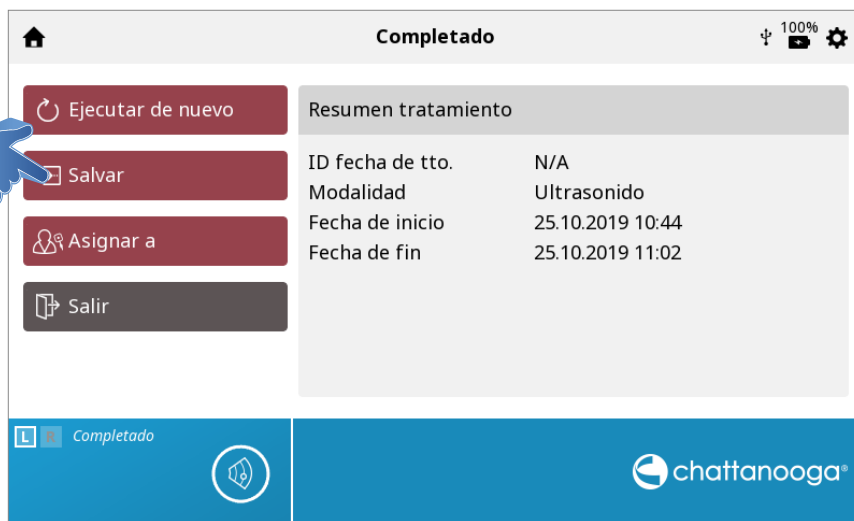 Completado
100%
Ejecutar de nuevo
Salvar
Asignar a
Salir
Resumen tratamiento
ID fecha de tto. N/A
Modalidad Ultrasonido
Fecha de inicio 25.10.2019 10:44
Fecha de fin 25.10.2019 11:02
L R Completado
chattanooga®